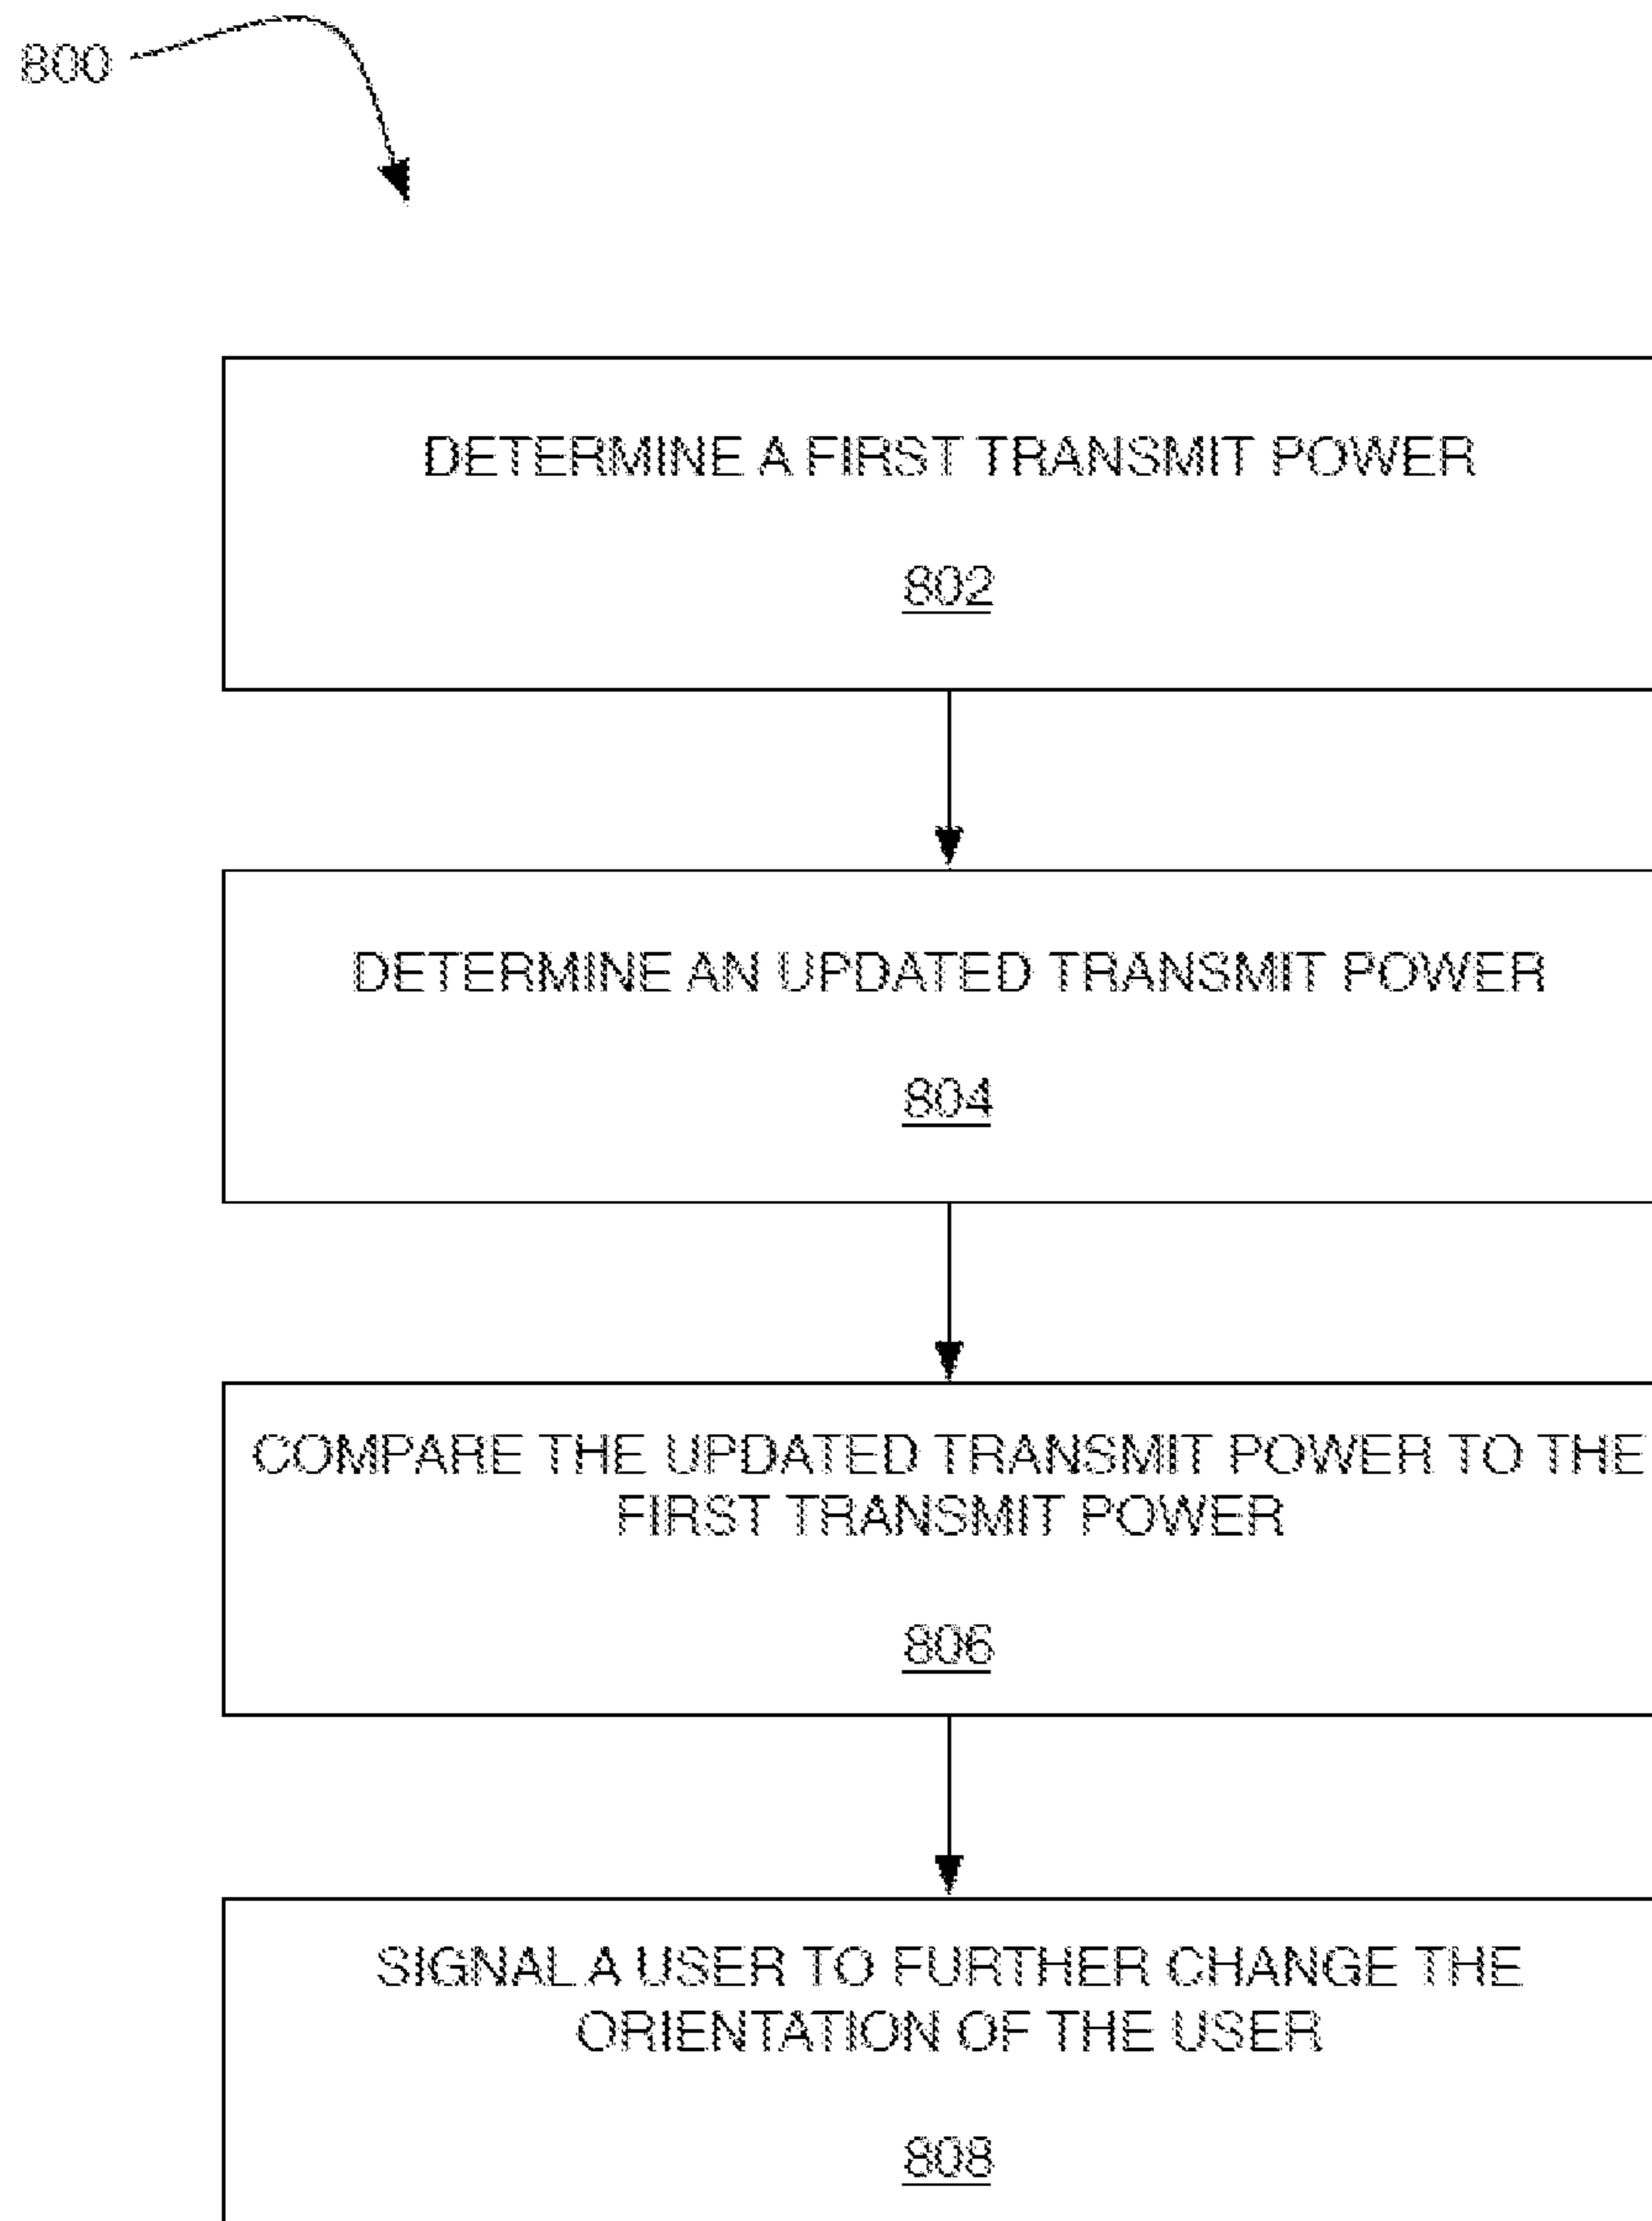 800
DETERMINE A FIRST TRANSMIT POWER
802
DETERMINE AN UPDATED TRANSMIT POWER
804
COMPARE THE UPDATED TRANSMIT POWER TO THE
FIRST TRANSMIT POWER
806
SIGNAL A USER TO FURTHER CHANGE THE
ORIENTATION OF THE USER
808